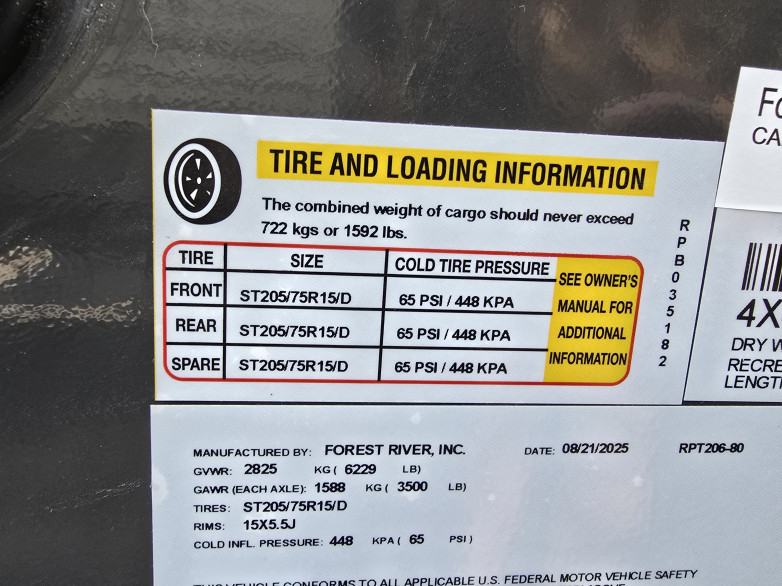 TIRE AND LOADING INFORMATION
The combined weight of cargo should never exceed
722 kgs or 1592 lbs.
TIRE SIZE COLD TIRE PRESSURE
FRONT ST205/75R15/D 65 PSI / 448 KPA
REAR ST205/75R15/D 65 PSI / 448 KPA
SPARE ST205/75R15/D 65 PSI / 448 KPA
SEE OWNER'S
MANUAL FOR
ADDITIONAL
INFORMATION
RPB035182
MANUFACTURED BY: FOREST RIVER, INC. DATE: 08/21/2025 RPT206-80
GVWR: 2825 KG ( 6229 LB)
GAWR (EACH AXLE): 1588 KG ( 3500 LB)
TIRES: ST205/75R15/D
RIMS: 15X5.5J
COLD INFL. PRESSURE: 448 KPA ( 65 PSI )
THIS VEHICLE CONFORMS TO ALL APPLICABLE U.S. FEDERAL MOTOR VEHICLE SAFETY
Fo
CA
4X
DRY W
RECRE
LENGT